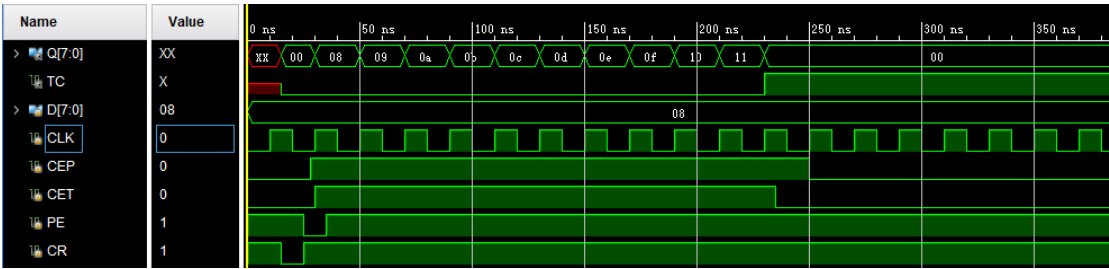 Name Value 0 ns 50 ns 100 ns 150 ns 200 ns 250 ns 300 ns 350 ns
Q[7:0] XX XX 00 08 09 0a 0b 0c 0d 0e 0f 10 11 00
TC X
D[7:0] 08 08
CLK 0
CEP 0
CET 0
PE 1
CR 1